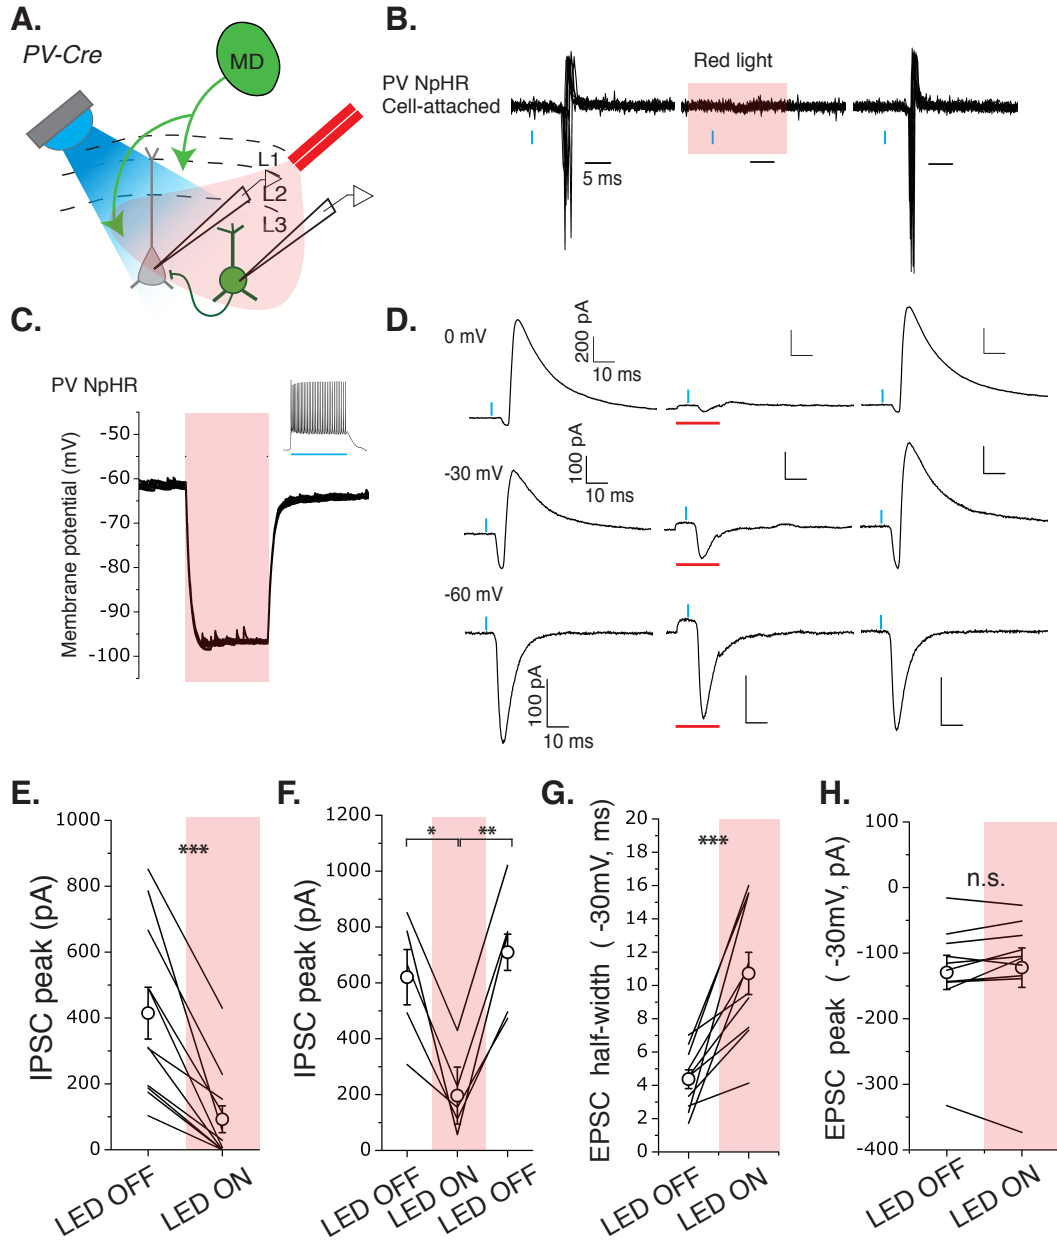 A.
PV-Cre
MD
L1
L2
L3
B.
PV NpHR
Cell-attached
Red light
5 ms
C.
PV NpHR
Membrane potential (mV)
-50
-60
-70
-80
-90
-100
D.
0 mV
200 pA
10 ms
-30 mV
100 pA
10 ms
-60 mV
100 pA
10 ms
E.
IPSC peak (pA)
1000
800
600
400
200
0
***
LED OFF
LED ON
F.
IPSC peak (pA)
1200
1000
800
600
400
200
0
*
**
LED OFF
LED ON
LED OFF
G.
EPSC half-width ( -30mV, ms)
20
18
16
14
12
10
8
6
4
2
0
***
LED OFF
LED ON
H.
EPSC peak ( -30mV, pA)
100
0
-100
-200
-300
-400
n.s.
LED OFF
LED ON